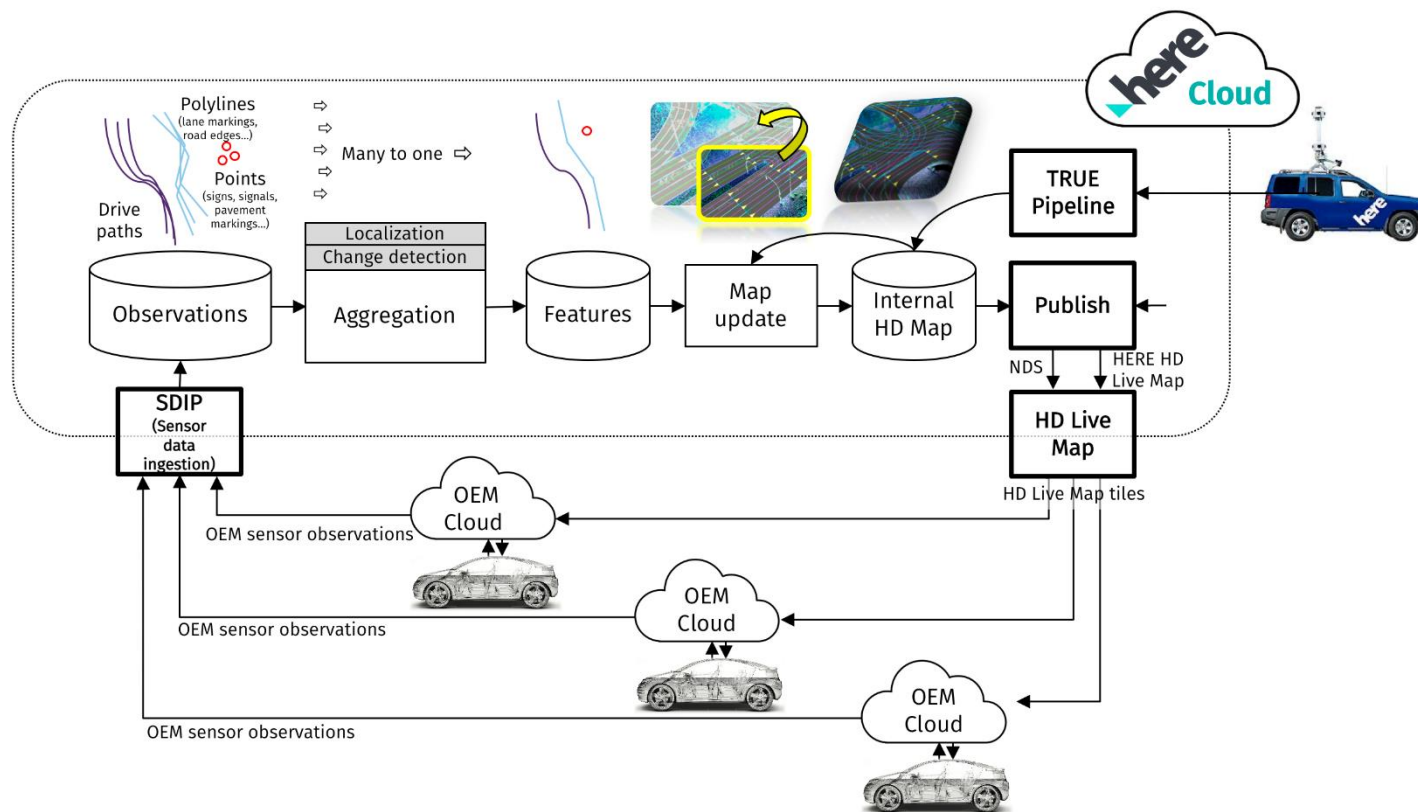 here
Cloud
Polylines
(lane markings,
road edges...)
Points
(signs, signals,
pavement
markings...)
Drive
paths
⇨
⇨
⇨ Many to one ⇨
⇨
⇨
TRUE
Pipeline
here
Localization
Change detection
Observations
Aggregation
Features
Map
update
Internal
HD Map
Publish
NDS
HERE HD
Live Map
SDIP
(Sensor
data
ingestion)
HD Live
Map
HD Live Map tiles
OEM
Cloud
OEM sensor observations
OEM
Cloud
OEM sensor observations
OEM
Cloud
OEM sensor observations